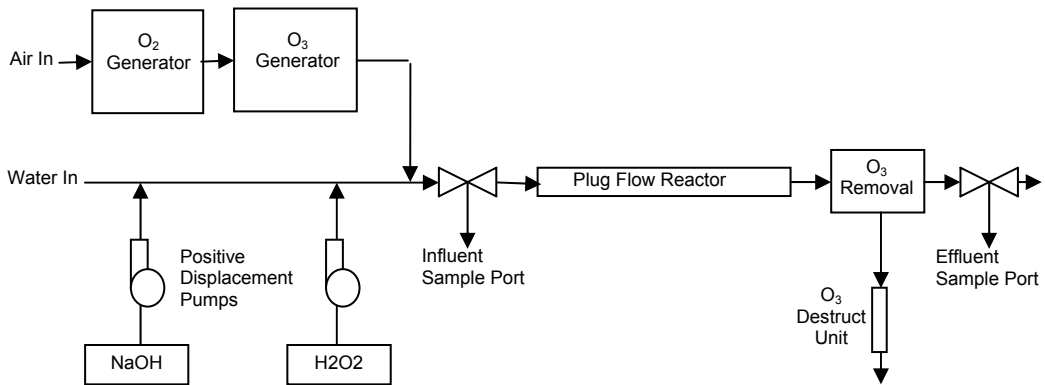 Air In
O₂
Generator
O₃
Generator
Water In
Plug Flow Reactor
O₃
Removal
Positive
Displacement
Pumps
Influent
Sample Port
Effluent
Sample Port
O₃
Destruct
Unit
NaOH
H2O2